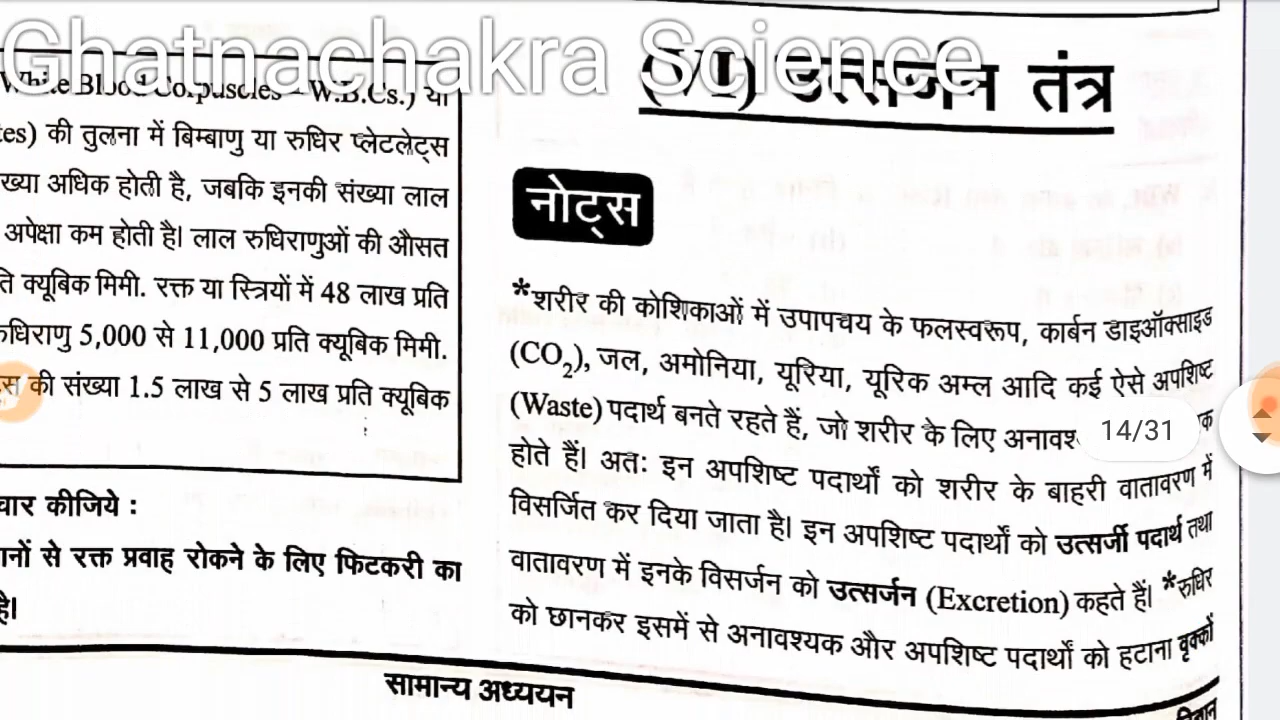 Ghatnachakra Science
White Blood Corpuscles – W.B.Cs.) या
tes) की तुलना में बिम्बाणु या रुधिर प्लेटलेट्स
ख्या अधिक होती है, जबकि इनकी संख्या लाल
अपेक्षा कम होती है। लाल रुधिराणुओं की औसत
ति क्यूबिक मिमी. रक्त या स्त्रियों में 48 लाख प्रति
रुधिराणु 5,000 से 11,000 प्रति क्यूबिक मिमी.
स की संख्या 1.5 लाख से 5 लाख प्रति क्यूबिक
चार कीजिये :
ानों से रक्त प्रवाह रोकने के लिए फिटकरी का
है।
(VI) उत्सर्जन तंत्र
नोट्स
*शरीर की कोशिकाओं में उपापचय के फलस्वरूप, कार्बन डाइऑक्साइड
(CO₂), जल, अमोनिया, यूरिया, यूरिक अम्ल आदि कई ऐसे अपशिष्ट
(Waste) पदार्थ बनते रहते हैं, जो शरीर के लिए अनावश् क
14/31
होते हैं। अतः इन अपशिष्ट पदार्थों को शरीर के बाहरी वातावरण में
विसर्जित कर दिया जाता है। इन अपशिष्ट पदार्थों को उत्सर्जी पदार्थ तथा
वातावरण में इनके विसर्जन को उत्सर्जन (Excretion) कहते हैं। *रुधिर
को छानकर इसमें से अनावश्यक और अपशिष्ट पदार्थों को हटाना वृक्कों
सामान्य अध्ययन